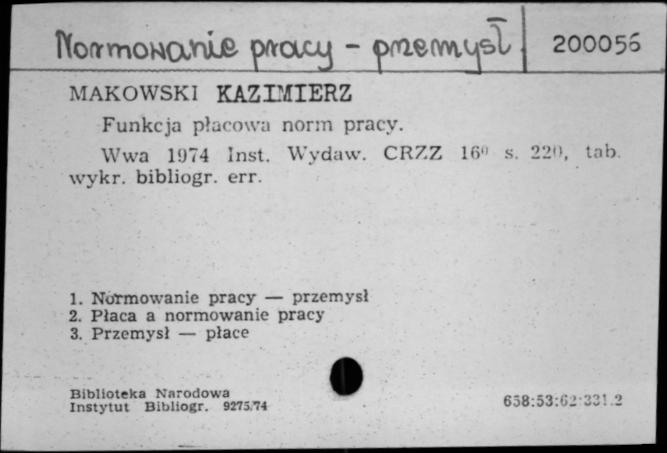 Normowanie pracy - przemysł 200056
MAKOWSKI KAZIMIERZ
Funkcja płacowa norm pracy.
Wwa 1974 Inst. Wydaw. CRZZ 16⁰ s. 220, tab.
wykr. bibliogr. err.
1. Normowanie pracy — przemysł
2. Płaca a normowanie pracy
3. Przemysł — płace
Biblioteka Narodowa
Instytut Bibliogr. 9275/74 658:53:62:331.2